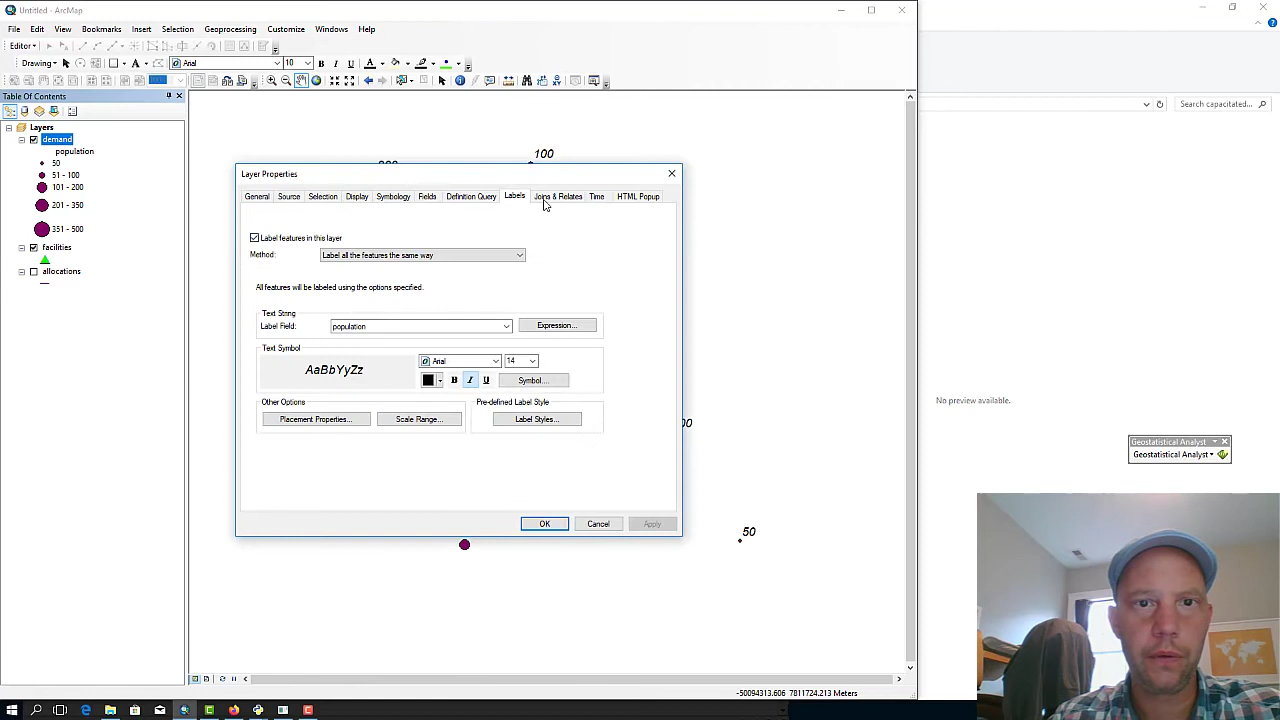 Untitled - ArcMap
File Edit View Bookmarks Insert Selection Geoprocessing Customize Windows Help
Editor
Drawing A Arial 10 B I U A
Table Of Contents
Layers
demand
population
50
51 - 100
101 - 200
201 - 350
351 - 500
facilities
allocations
100
Layer Properties
General Source Selection Display Symbology Fields Definition Query Labels Joins & Relates Time HTML Popup
Label features in this layer
Method: Label all the features the same way
All features will be labeled using the options specified.
Text String
Label Field: population Expression...
Text Symbol
AaBbYyZz
Arial 14
B I U Symbol...
Other Options
Placement Properties... Scale Range...
Pre-defined Label Style
Label Styles...
OK Cancel Apply
00
50
-50094313.606 7811724.213 Meters
Search capacitated...
No preview available.
Geostatistical Analyst
Geostatistical Analyst